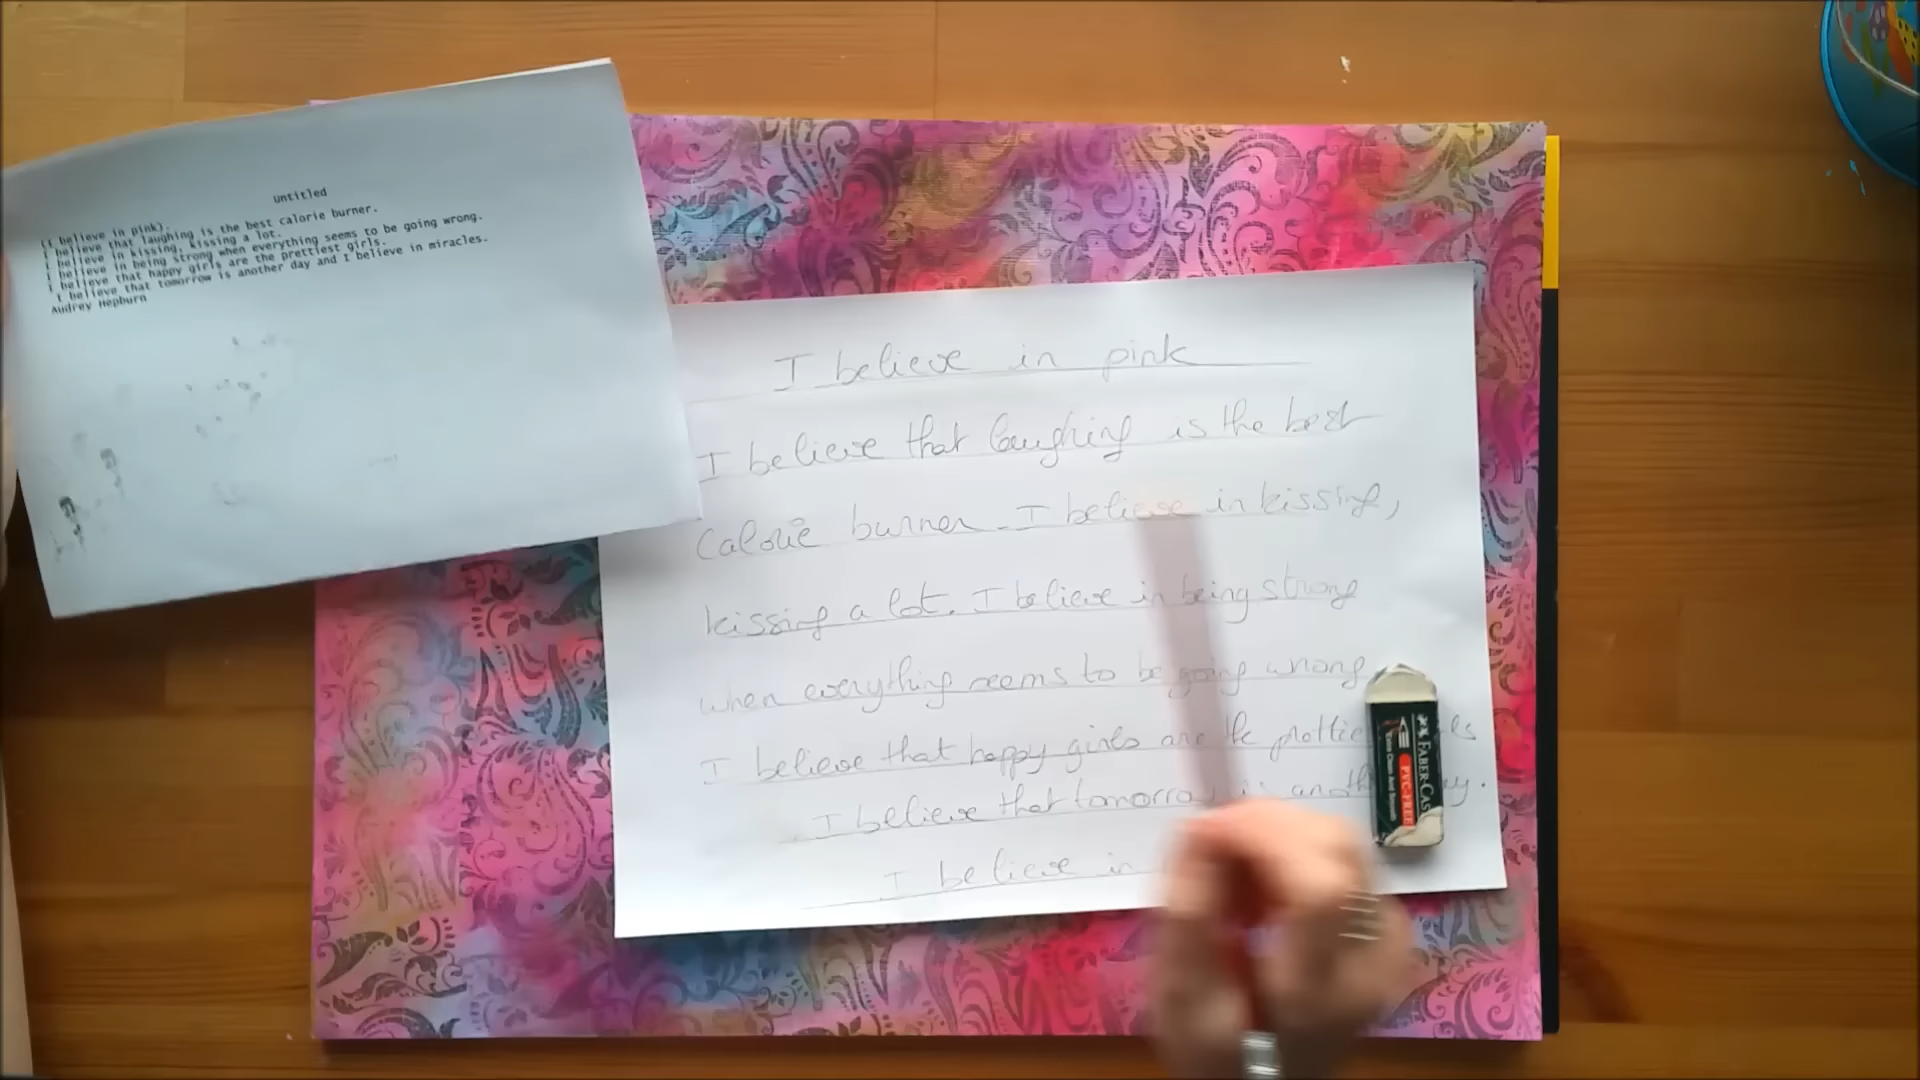 Untitled
(I believe in pink).
I believe that laughing is the best calorie burner.
I believe in kissing, kissing a lot.
I believe in being strong when everything seems to be going wrong.
I believe that happy girls are the prettiest girls.
I believe that tomorrow is another day and I believe in miracles.
Audrey Hepburn
I believe in pink
I believe that laughing is the best
Calorie burner. I believe in kissing,
kissing a lot. I believe in being strong
when everything seems to be going wrong
I believe that happy girls are the
I believe that
I believe in
FABER-CAS
PVC-FREE